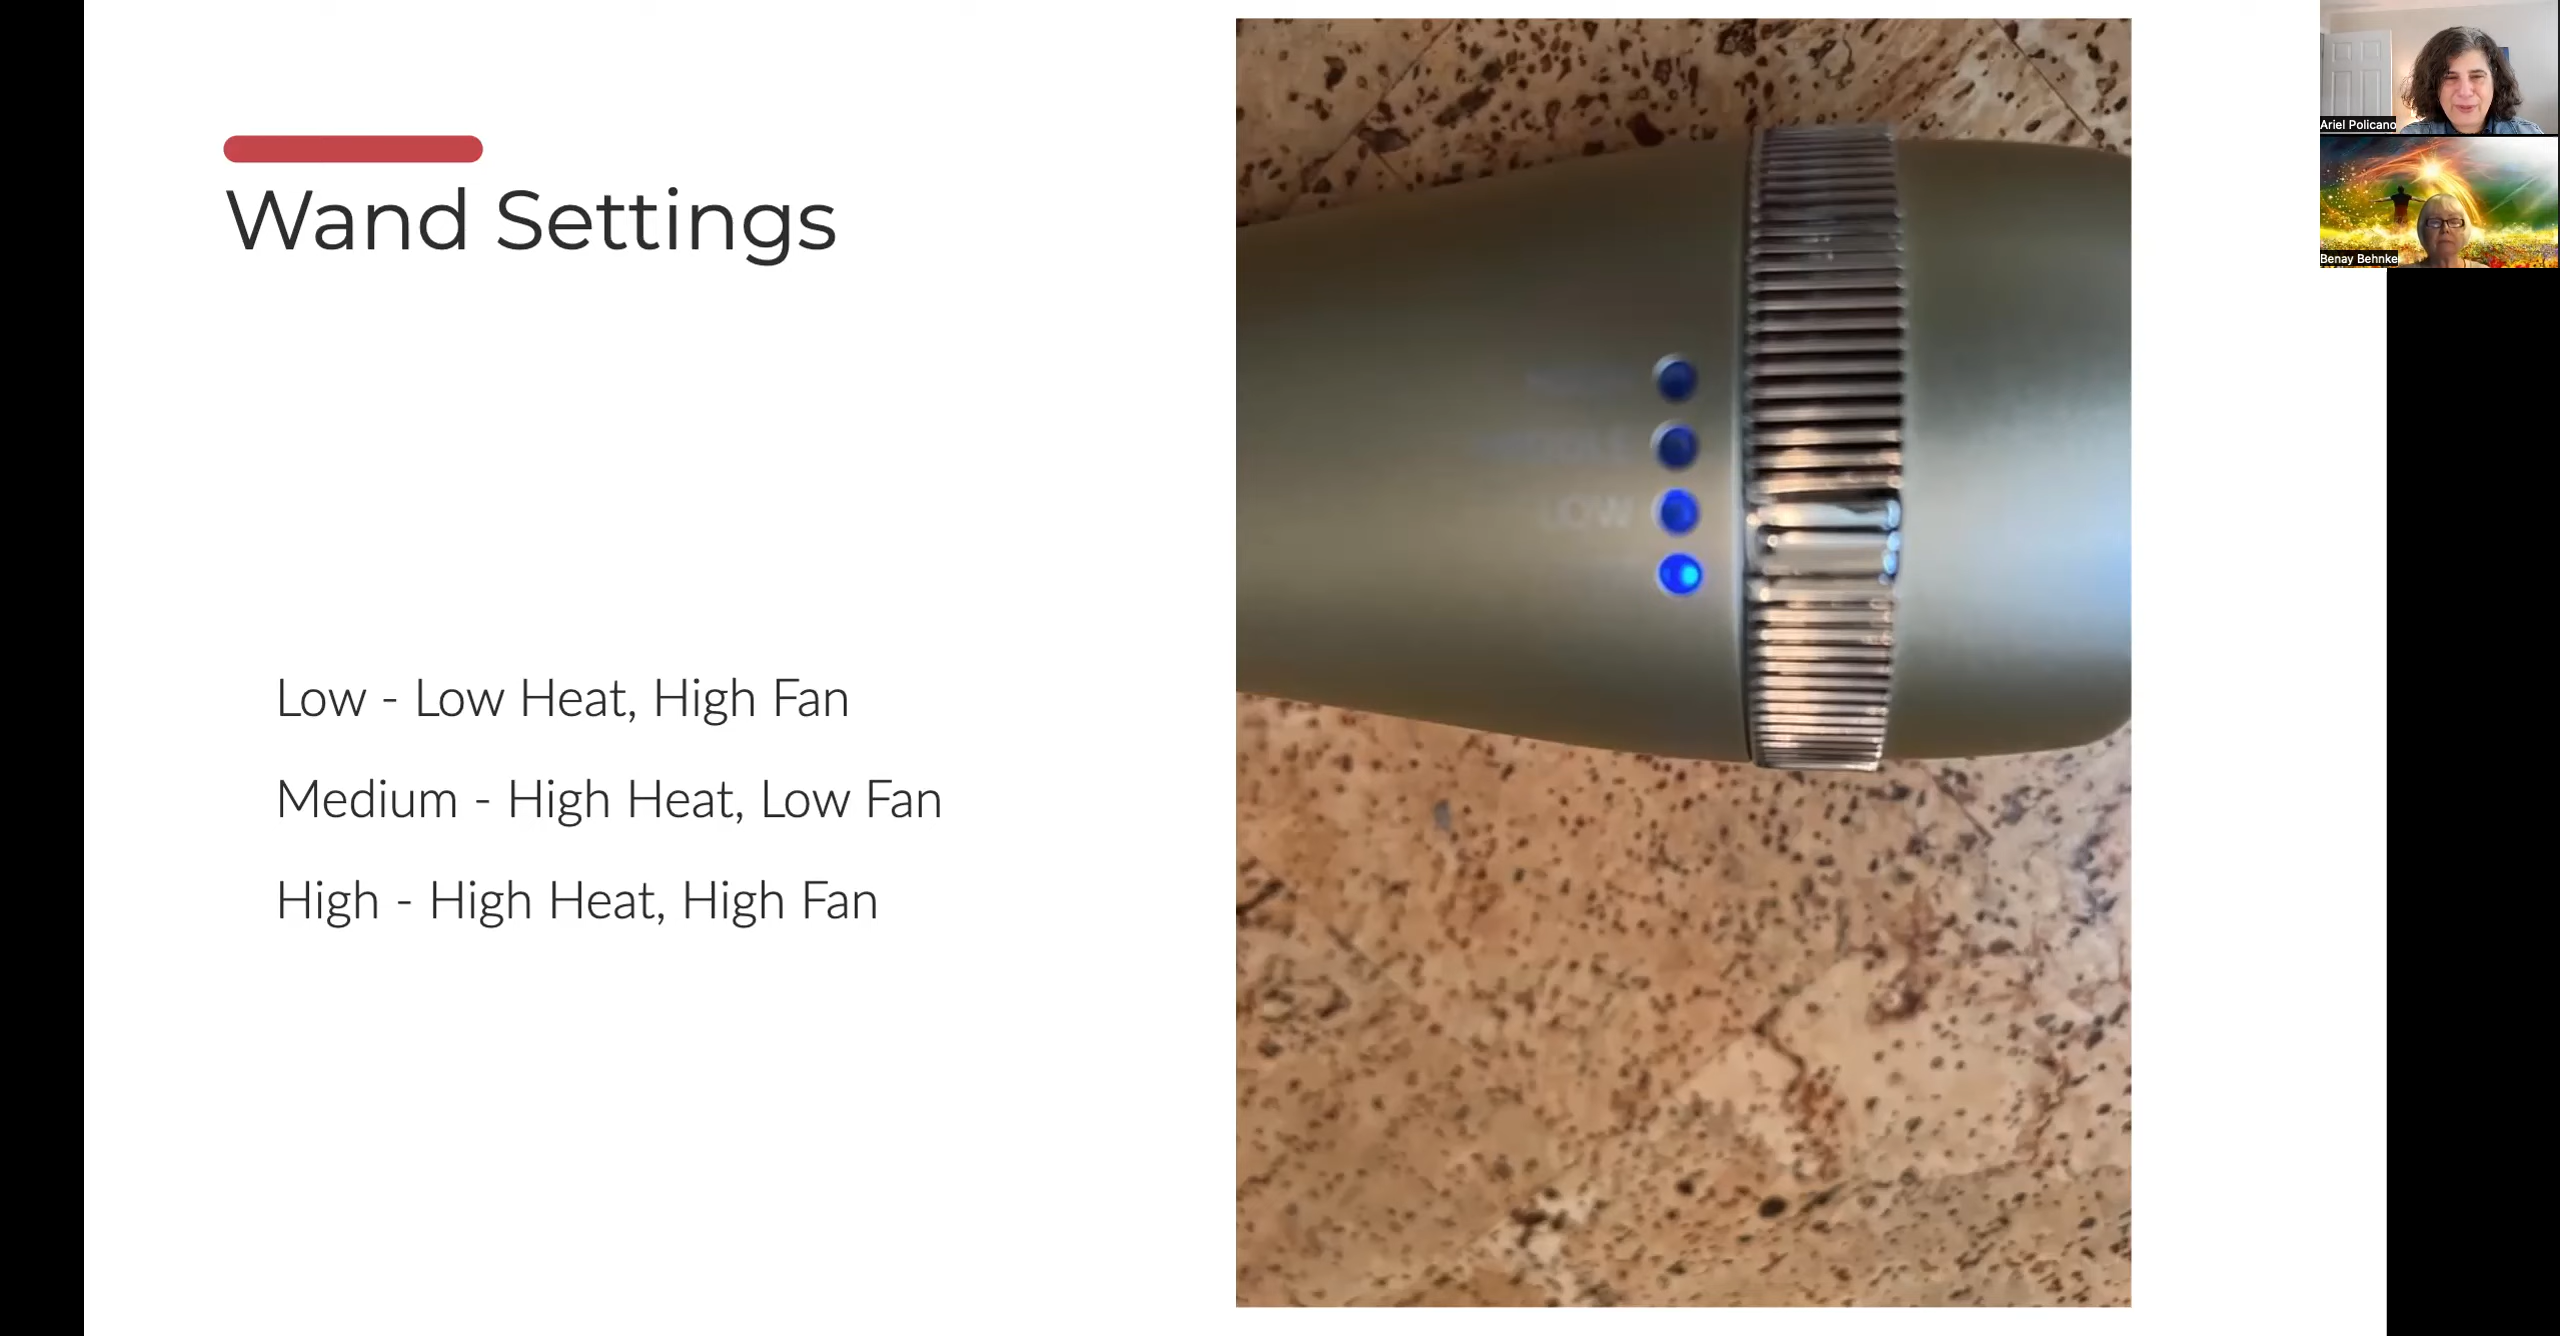 Wand Settings
Low - Low Heat, High Fan
Medium - High Heat, Low Fan
High - High Heat, High Fan
LOW
Ariel Policano
Benay Behnke